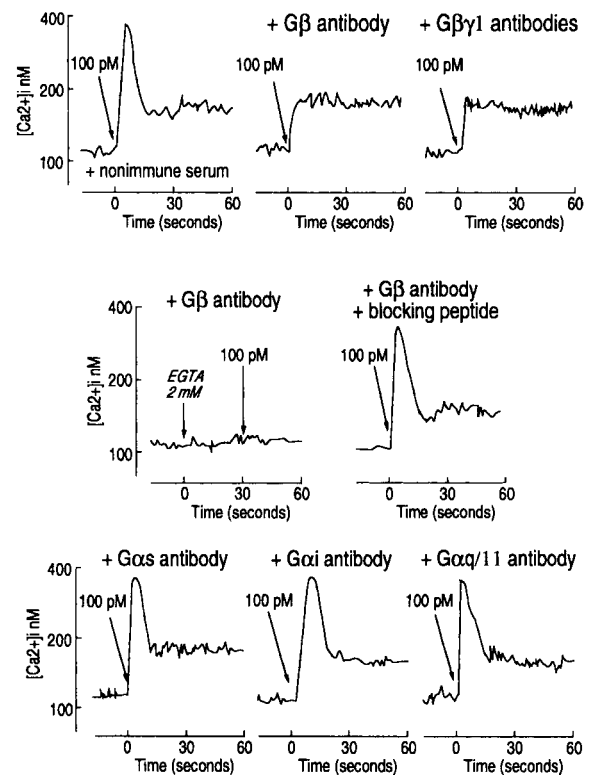 400
200
100
[Ca2+]i nM
100 pM
+ nonimmune serum
0 30 60
Time (seconds)
+ Gβ antibody
100 pM
0 30 60
Time (seconds)
+ Gβγ1 antibodies
100 pM
0 30 60
Time (seconds)
400
200
100
[Ca2+]i nM
+ Gβ antibody
EGTA
2 mM
100 pM
0 30 60
Time (seconds)
+ Gβ antibody
+ blocking peptide
100 pM
0 30 60
Time (seconds)
400
200
100
[Ca2+]i nM
+ Gαs antibody
100 pM
0 30 60
Time (seconds)
+ Gαi antibody
100 pM
0 30 60
Time (seconds)
+ Gαq/11 antibody
100 pM
0 30 60
Time (seconds)